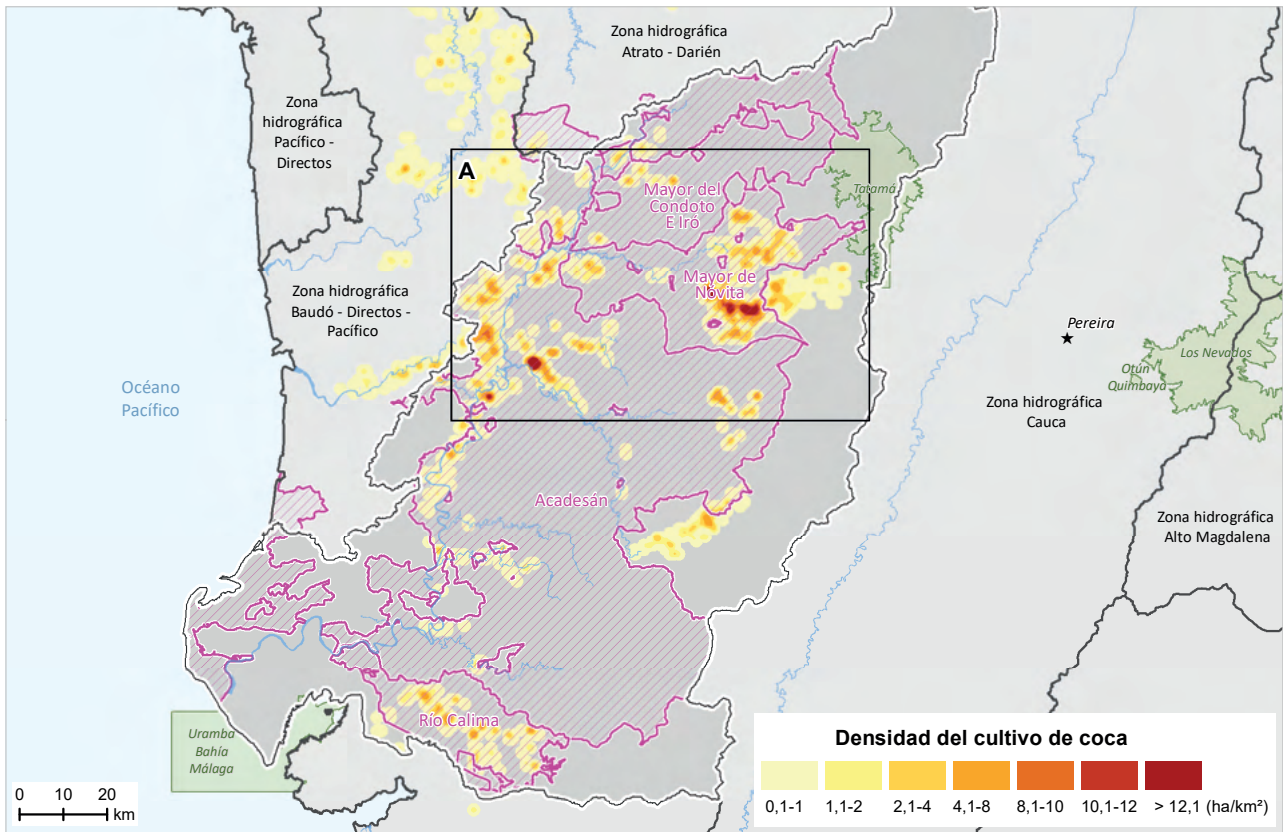 Zona hidrográfica
Atrato - Darién
Zona
hidrográfica
Pacífico -
Directos
A
Mayor del
Condoto
E Iró
Tatamá
Mayor de
Nóvita
Zona hidrográfica
Baudó - Directos -
Pacífico
Océano
Pacífico
Pereira
Los Nevados
Otún
Quimbaya
Zona hidrográfica
Cauca
Acadesán
Zona hidrográfica
Alto Magdalena
Río Calima
Uramba
Bahía
Málaga
0 10 20
km
Densidad del cultivo de coca
0,1-1 1,1-2 2,1-4 4,1-8 8,1-10 10,1-12 > 12,1 (ha/km²)